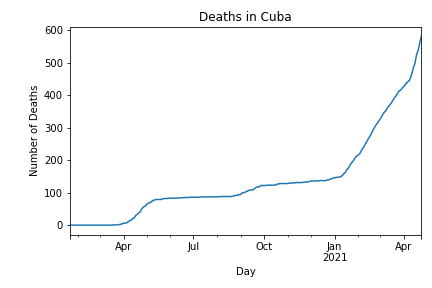 Deaths in Cuba
600
500
400
300
200
100
0
Number of Deaths
Apr
Jul
Oct
Jan
2021
Apr
Day